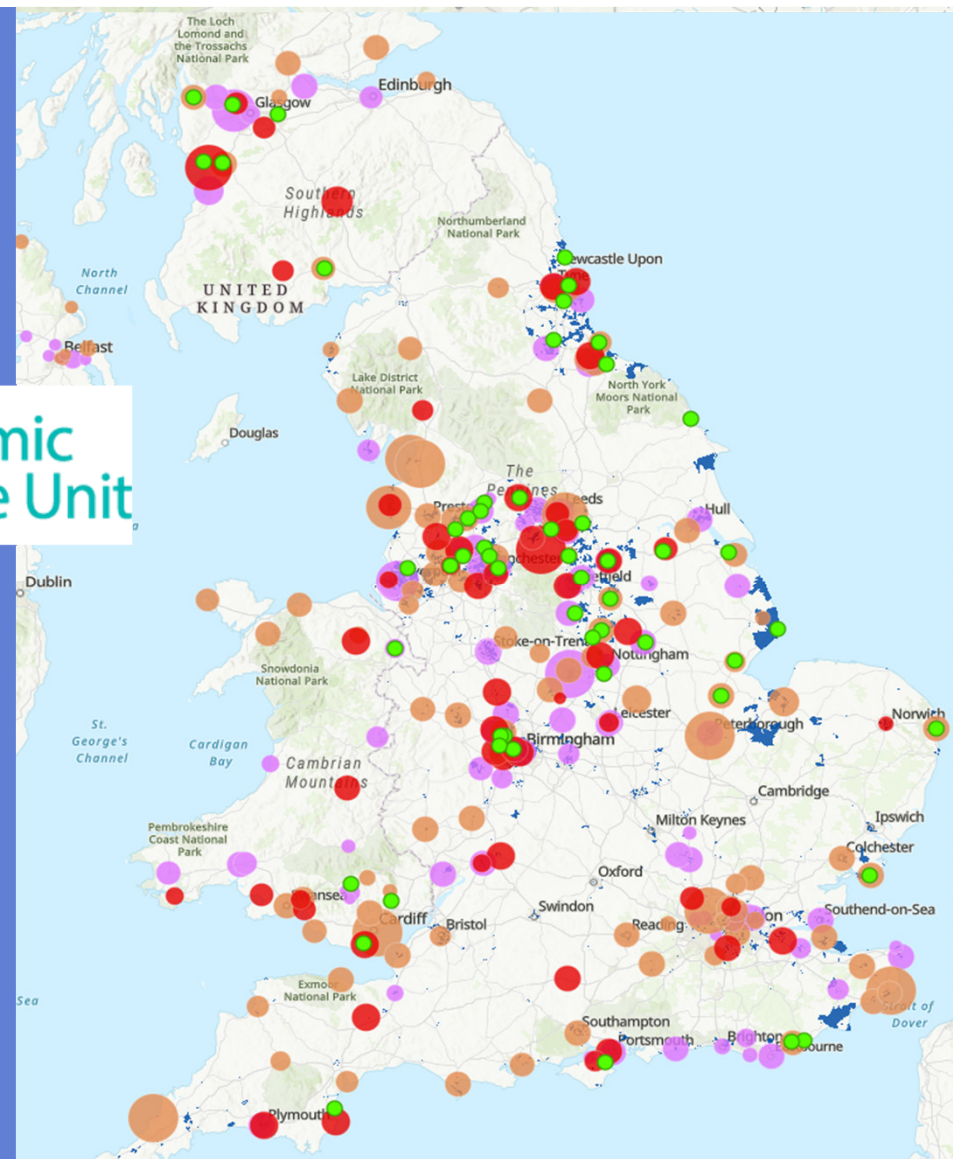 The Loch
Lomond and
the Trossachs
National Park
Edinburgh
Glasgow
Southern
Highlands
Northumberland
National Park
North
Channel
UNITED
KINGDOM
Newcastle Upon
Tyne
Belfast
Lake District
National Park
North York
Moors National
Park
Douglas
mic
e Unit
The
Pennines
Leeds
Hull
Dublin
Stoke-on-Trent
Nottingham
Snowdonia
National Park
Leicester
Norwich
Peterborough
St.
George's
Channel
Cardigan
Bay
Birmingham
Cambrian
Mountains
Cambridge
Milton Keynes
Ipswich
Pembrokeshire
Coast National
Park
Colchester
Oxford
Swindon
Southend-on-Sea
Cardiff
Bristol
Reading
Exmoor
National Park
Sea
Strait of
Dover
Southampton
Portsmouth
Brighton
Plymouth